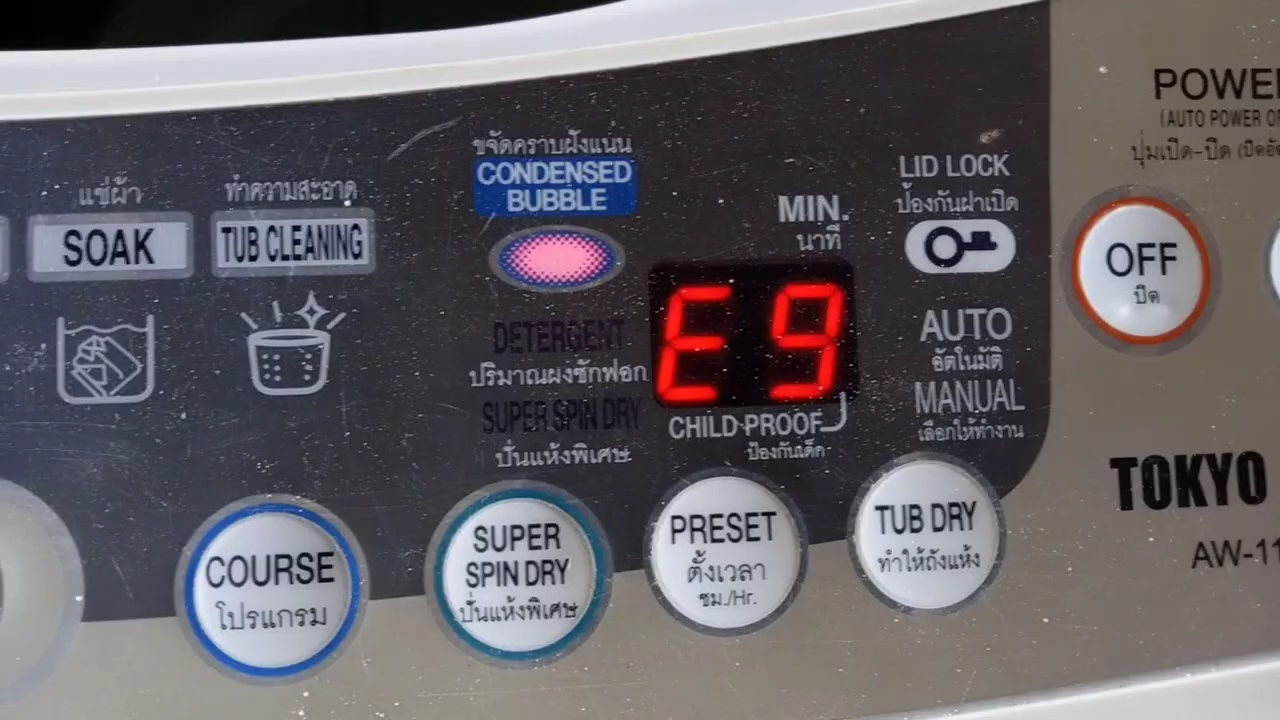 แช่ผ้า
SOAK
ทำความสะอาด
TUB CLEANING
ขจัดคราบฝังแน่น
CONDENSED
BUBBLE
MIN.
นาที
E9
DETERGENT
ปริมาณผงซักฟอก
SUPER SPIN DRY
ปั่นแห้งพิเศษ
CHILD PROOF
ป้องกันเด็ก
LID LOCK
ป้องกันฝาเปิด
AUTO
อัตโนมัติ
MANUAL
เลือกให้ทำงาน
POWE
(AUTO POWER O
ปุ่มเปิด-ปิด
OFF
ปิด
COURSE
โปรแกรม
SUPER
SPIN DRY
ปั่นแห้งพิเศษ
PRESET
ตั้งเวลา
ชม./Hr.
TUB DRY
ทำให้ถังแห้ง
TOKYO
AW-11